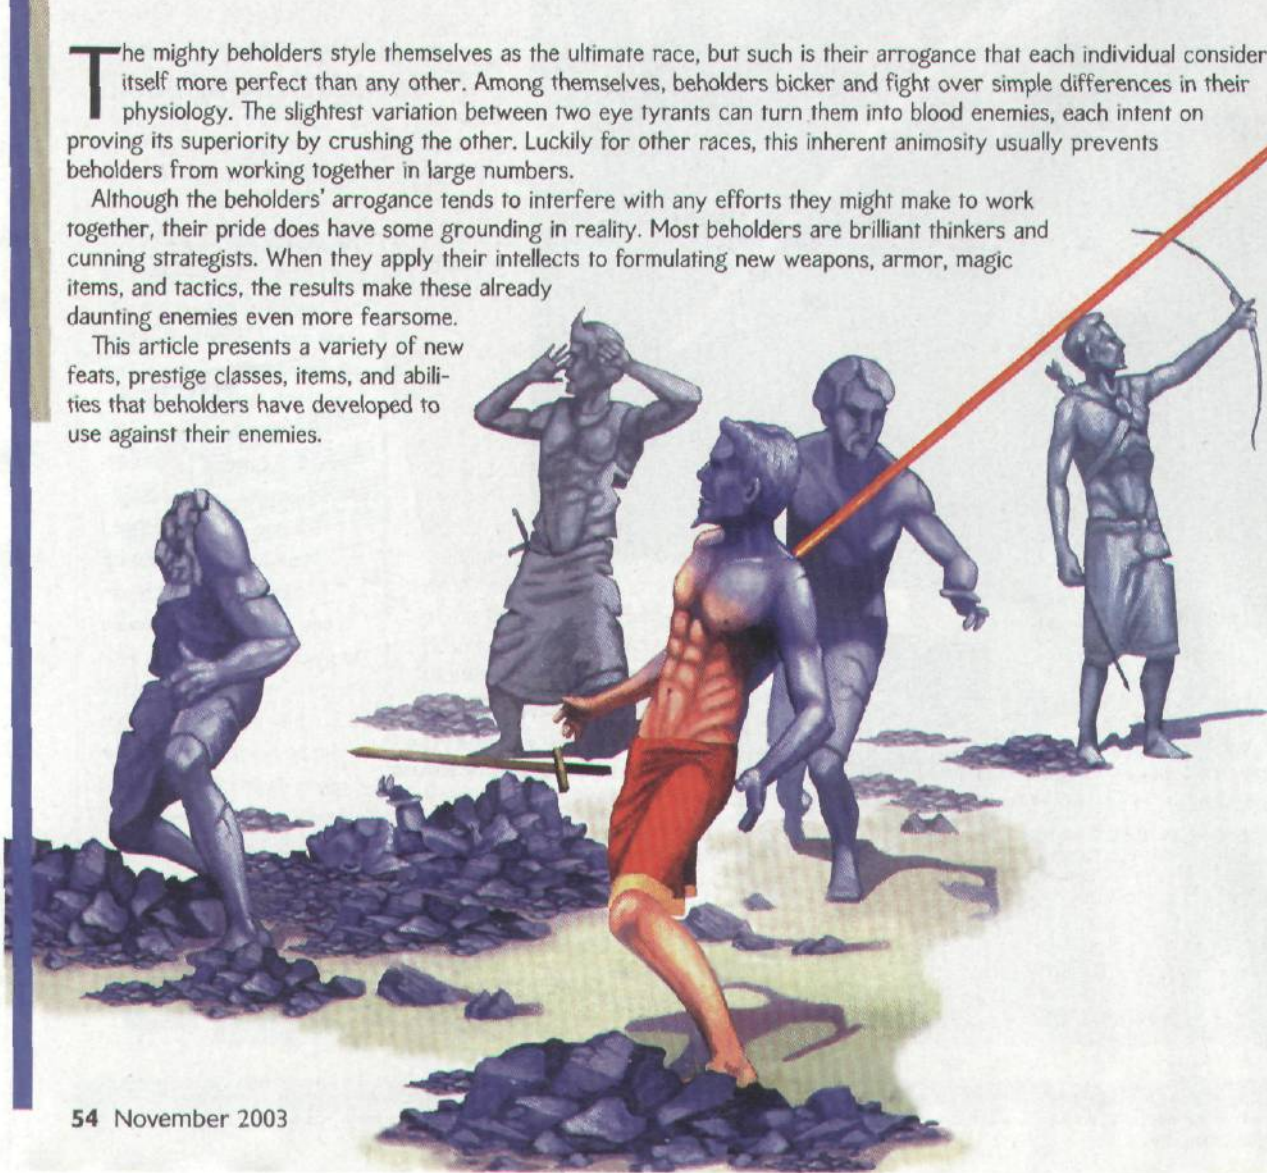 The mighty beholders style themselves as the ultimate race, but such is their arrogance that each individual consider
itself more perfect than any other. Among themselves, beholders bicker and fight over simple differences in their
physiology. The slightest variation between two eye tyrants can turn them into blood enemies, each intent on
proving its superiority by crushing the other. Luckily for other races, this inherent animosity usually prevents
beholders from working together in large numbers.
Although the beholders' arrogance tends to interfere with any efforts they might make to work
together, their pride does have some grounding in reality. Most beholders are brilliant thinkers and
cunning strategists. When they apply their intellects to formulating new weapons, armor, magic
items, and tactics, the results make these already
daunting enemies even more fearsome.
This article presents a variety of new
feats, prestige classes, items, and abili-
ties that beholders have developed to
use against their enemies.
54 November 2003